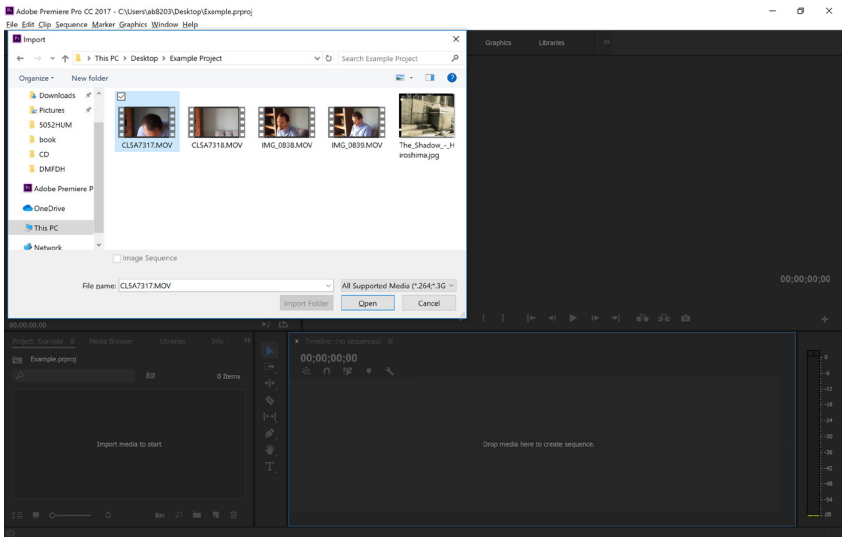 Adobe Premiere Pro CC 2017 - C:\Users\ab8203\Desktop\Example.prproj
File Edit Clip Sequence Marker Graphics Window Help
Import
This PC > Desktop > Example Project
Search Example Project
Graphics
Libraries
Organize
New folder
Downloads
Pictures
5052HUM
book
CD
DMFDH
Adobe Premiere P
OneDrive
This PC
Network
CL5A7317.MOV
CL5A7318.MOV
IMG_0838.MOV
IMG_0839.MOV
The_Shadow_-_H
iroshima.jpg
Image Sequence
File name: CL5A7317.MOV
All Supported Media (*.264;*.3G
Import Folder
Open
Cancel
00;00;00;00
00;00;00;00
Project: Example
Media Browser
Libraries
Info
Example.prproj
0 Items
Import media to start
Timeline: (no sequences)
00;00;00;00
Drop media here to create sequence.
0
-6
-12
-18
-24
-30
-36
-42
-48
-54
dB